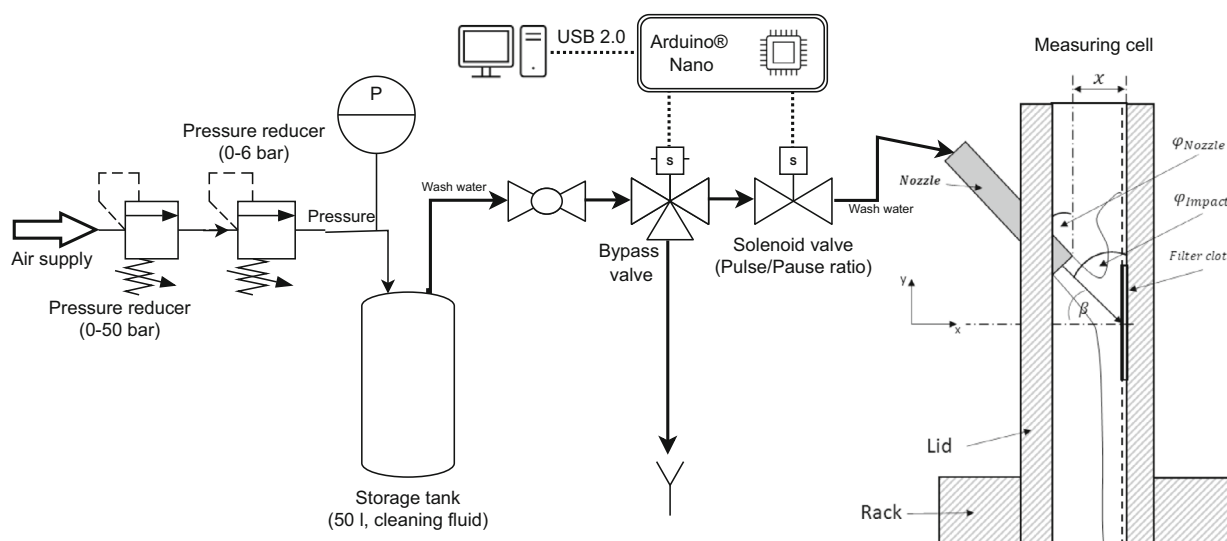 USB 2.0
Arduino®
Nano
Measuring cell
x
P
Pressure reducer
(0-6 bar)
s
s
φNozzle
Nozzle
Wash water
Wash water
φImpact
Pressure
Air supply
Bypass
valve
Solenoid valve
(Pulse/Pause ratio)
Filter clot
Pressure reducer
(0-50 bar)
y
x
β
Lid
Storage tank
(50 l, cleaning fluid)
Rack